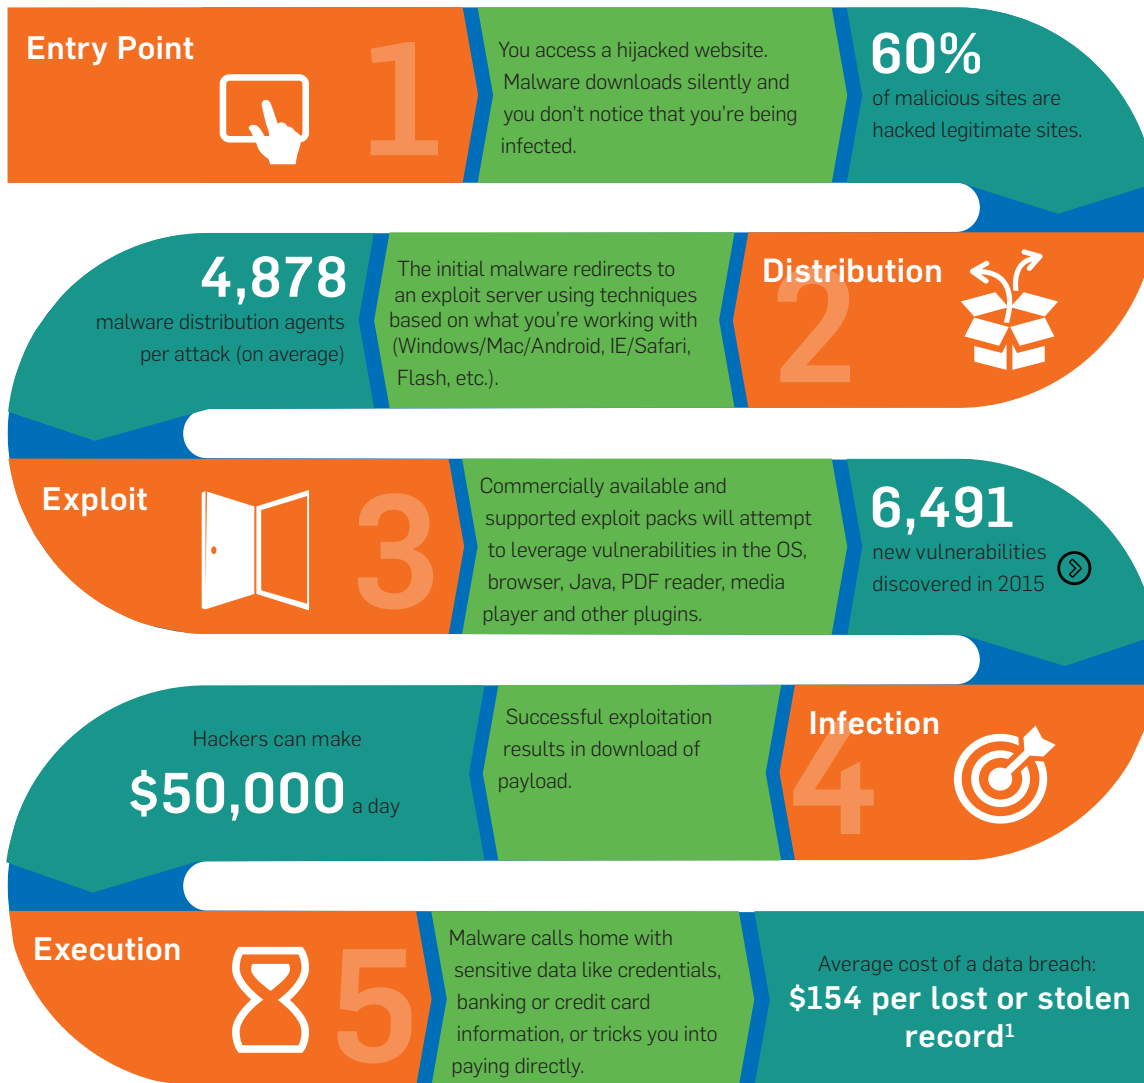 Entry Point
1
You access a hijacked website.
Malware downloads silently and
you don't notice that you're being
infected.
60%
of malicious sites are
hacked legitimate sites.
Distribution
2
The initial malware redirects to
an exploit server using techniques
based on what you're working with
(Windows/Mac/Android, IE/Safari,
Flash, etc.).
4,878
malware distribution agents
per attack (on average)
Exploit
3
Commercially available and
supported exploit packs will attempt
to leverage vulnerabilities in the OS,
browser, Java, PDF reader, media
player and other plugins.
6,491
new vulnerabilities
discovered in 2015
Infection
4
Successful exploitation
results in download of
payload.
Hackers can make
$50,000 a day
Execution
5
Malware calls home with
sensitive data like credentials,
banking or credit card
information, or tricks you into
paying directly.
Average cost of a data breach:
$154 per lost or stolen
record¹